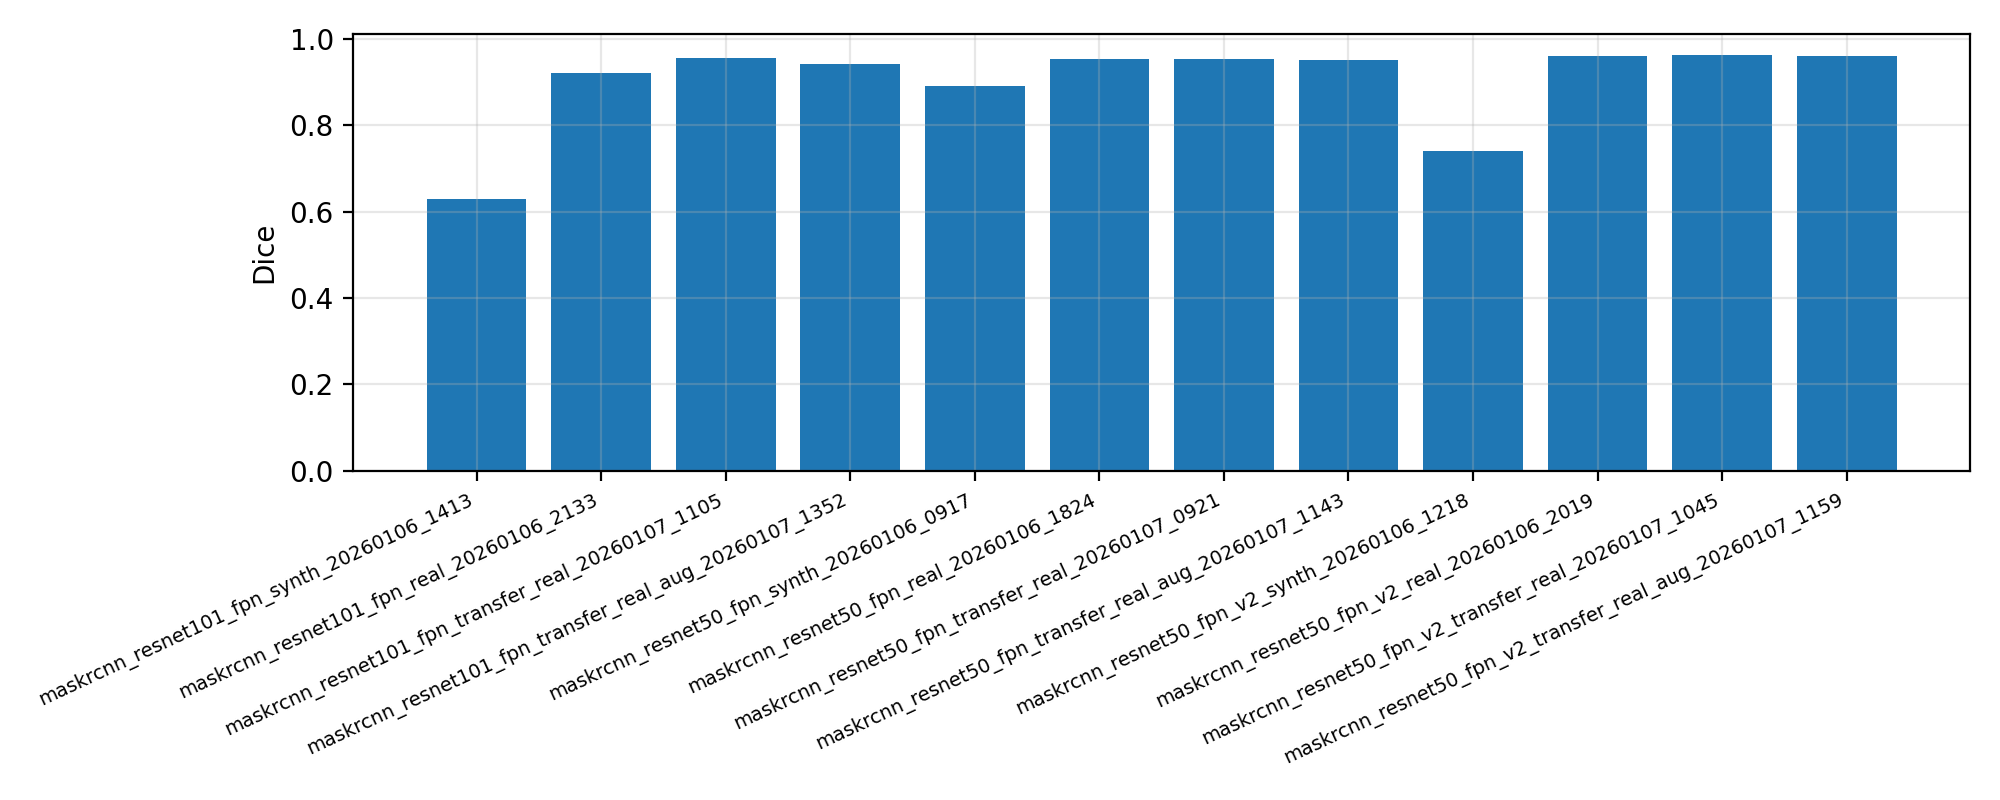 1.0
0.8
0.6
0.4
0.2
0.0
Dice
maskrcnn_resnet101_fpn_synth_20260106_1413
maskrcnn_resnet101_fpn_real_20260106_2133
maskrcnn_resnet101_fpn_transfer_real_20260107_1105
maskrcnn_resnet101_fpn_transfer_real_aug_20260107_1352
maskrcnn_resnet50_fpn_synth_20260106_0917
maskrcnn_resnet50_fpn_real_20260106_1824
maskrcnn_resnet50_fpn_transfer_real_20260107_0921
maskrcnn_resnet50_fpn_transfer_real_aug_20260107_1143
maskrcnn_resnet50_fpn_v2_synth_20260106_1218
maskrcnn_resnet50_fpn_v2_real_20260106_2019
maskrcnn_resnet50_fpn_v2_transfer_real_20260107_1045
maskrcnn_resnet50_fpn_v2_transfer_real_aug_20260107_1159